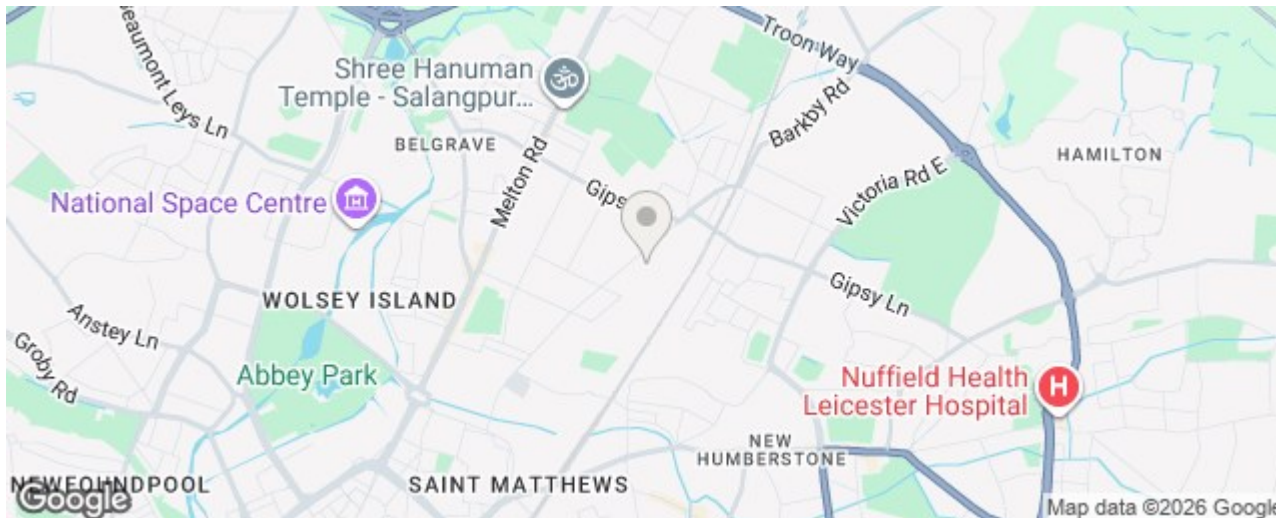 Beaumont Leys Ln
Troon Way
Shree Hanuman
Temple - Salangpur...
Barkby Rd
BELGRAVE
Melton Rd
HAMILTON
National Space Centre
Gips
Victoria Rd E
WOLSEY ISLAND
Gipsy Ln
Anstey Ln
Groby Rd
Abbey Park
Nuffield Health
Leicester Hospital
H
NEW
HUMBERSTONE
NEWFOUNDPOOL
SAINT MATTHEWS
Google
Map data ©2026 Google